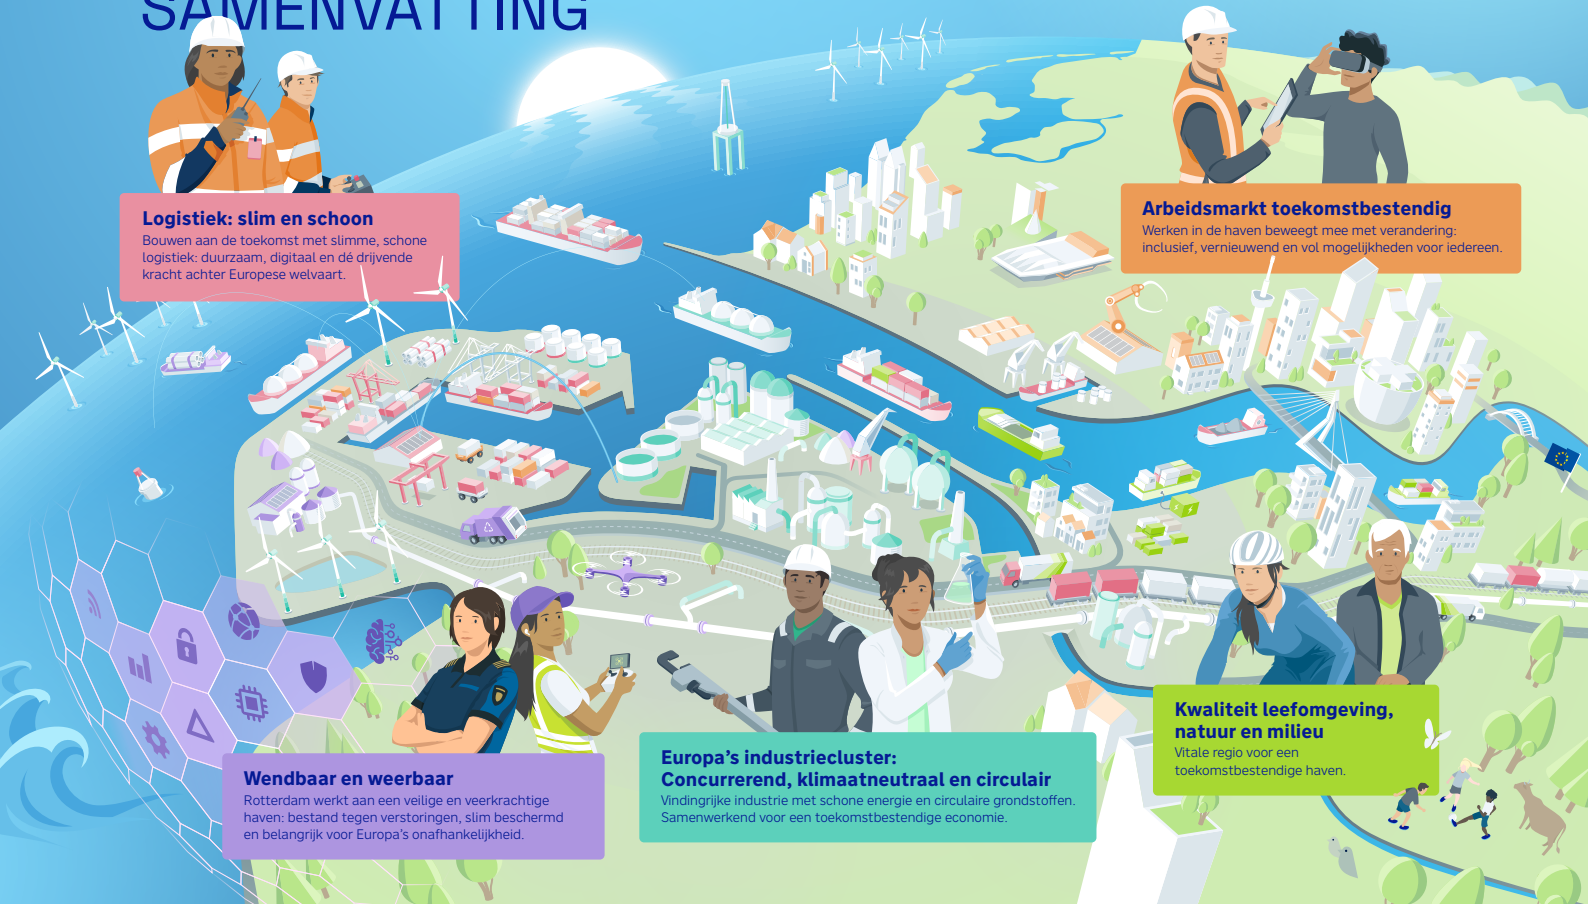 SAMENVATTING
Logistiek: slim en schoon
Bouwen aan de toekomst met slimme, schone
logistiek: duurzaam, digitaal en dé drijvende
kracht achter Europese welvaart.
Arbeidsmarkt toekomstbestendig
Werken in de haven beweegt mee met verandering:
inclusief, vernieuwend en vol mogelijkheden voor iedereen.
Wendbaar en weerbaar
Rotterdam werkt aan een veilige en veerkrachtige
haven: bestand tegen verstoringen, slim beschermd
en belangrijk voor Europa’s onafhankelijkheid.
Europa’s industriecluster:
Concurrerend, klimaatneutraal en circulair
Vindingrijke industrie met schone energie en circulaire grondstoffen.
Samenwerkend voor een toekomstbestendige economie.
Kwaliteit leefomgeving,
natuur en milieu
Vitale regio voor een
toekomstbestendige haven.